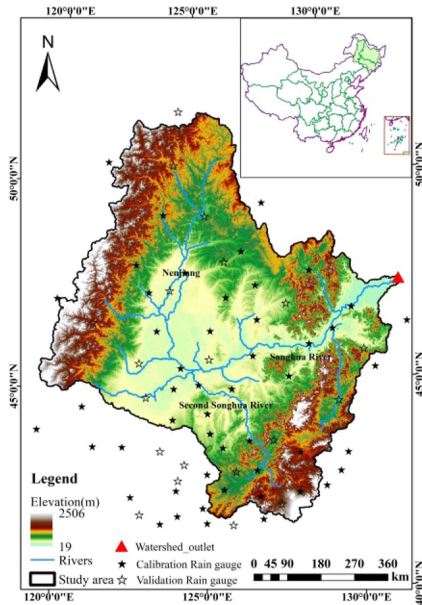 120°0'0"E 125°0'0"E 130°0'0"E
N
50°0'0"N
50°0'0"N
Nenjiang
Songhua River
45°0'0"N
45°0'0"N
Second Songhua River
Legend
Elevation(m)
2506
19
Rivers
Study area
Watershed_outlet
Calibration Rain gauge
Validation Rain gauge
0 45 90 180 270 360
km
40°0'0"N
120°0'0"E 125°0'0"E 130°0'0"E